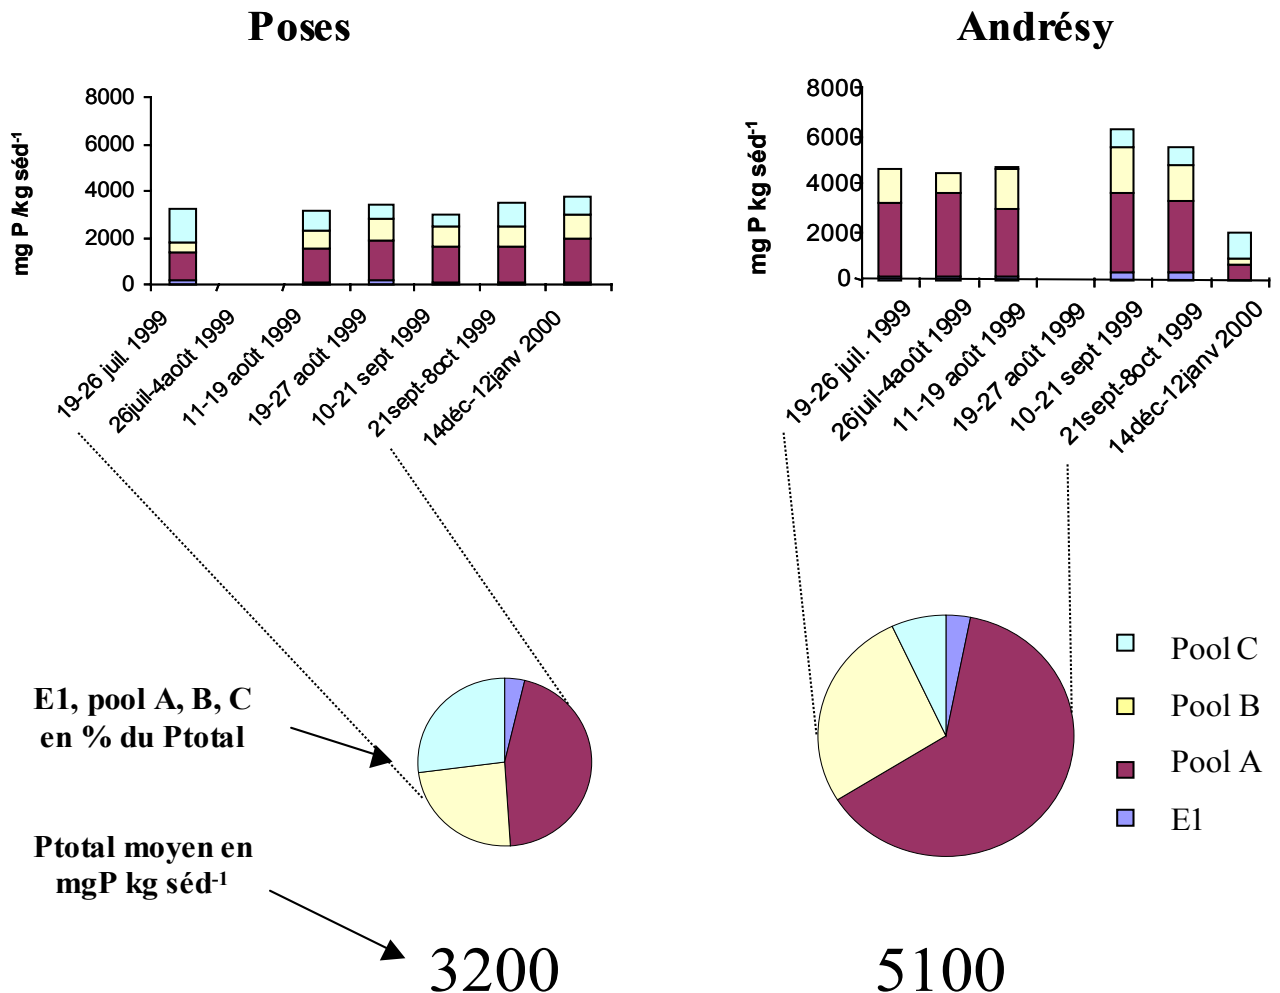 Poses
mg P /kg séd-1
8000
6000
4000
2000
0
19-26 juil. 1999
26juil-4août 1999
11-19 août 1999
19-27 août 1999
10-21 sept 1999
21sept-8oct 1999
14déc-12janv 2000
Andrésy
mg P kg séd-1
8000
6000
4000
2000
0
19-26 juil. 1999
26juil-4août 1999
11-19 août 1999
19-27 août 1999
10-21 sept 1999
21sept-8oct 1999
14déc-12janv 2000
E1, pool A, B, C
en % du Ptotal
Pool C
Pool B
Pool A
E1
Ptotal moyen en
mgP kg séd-1
3200
5100